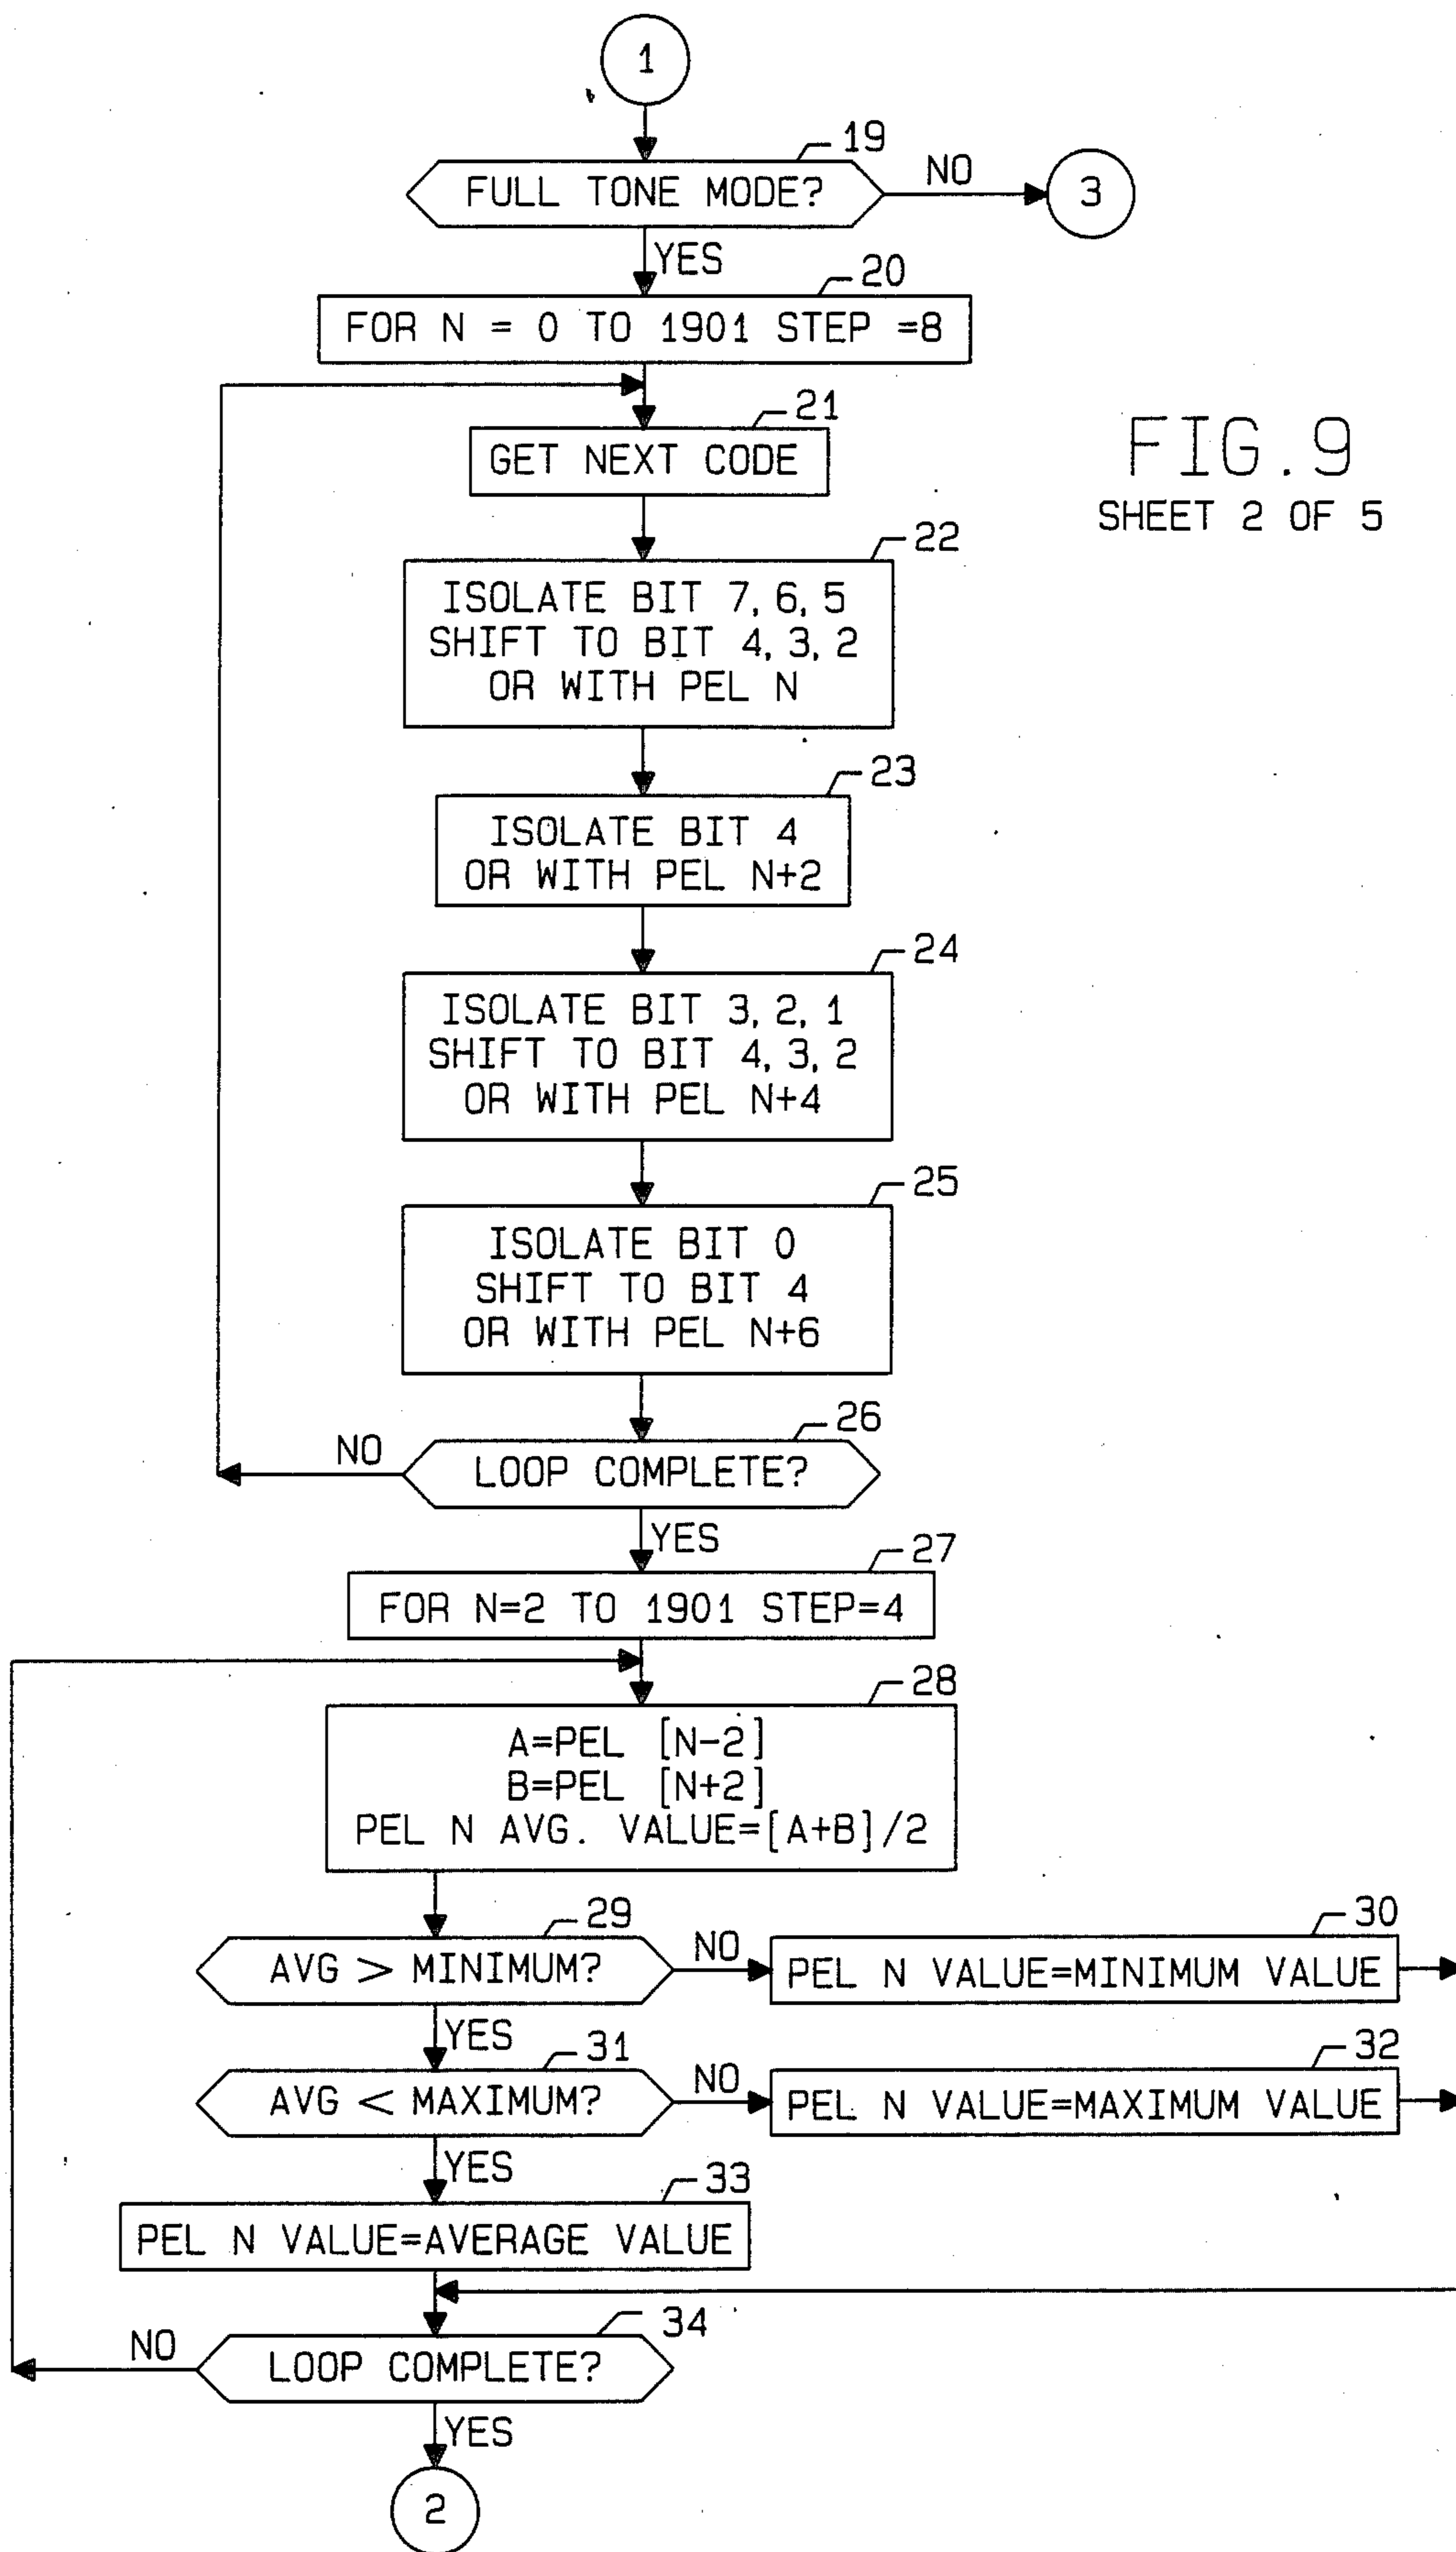 1
19
FULL TONE MODE?
NO
3
YES
20
FOR N = 0 TO 1901 STEP =8
21
GET NEXT CODE
FIG.9
SHEET 2 OF 5
22
ISOLATE BIT 7,6,5
SHIFT TO BIT 4,3,2
OR WITH PEL N
23
ISOLATE BIT 4
OR WITH PEL N+2
24
ISOLATE BIT 3,2,1
SHIFT TO BIT 4,3,2
OR WITH PEL N+4
25
ISOLATE BIT 0
SHIFT TO BIT 4
OR WITH PEL N+6
26
NO
LOOP COMPLETE?
YES
27
FOR N=2 TO 1901 STEP=4
28
A=PEL [N-2]
B=PEL [N+2]
PEL N AVG. VALUE=[A+B]/2
29
AVG > MINIMUM?
NO
30
PEL N VALUE=MINIMUM VALUE
YES
31
AVG < MAXIMUM?
NO
32
PEL N VALUE=MAXIMUM VALUE
YES
33
PEL N VALUE=AVERAGE VALUE
34
NO
LOOP COMPLETE?
YES
2